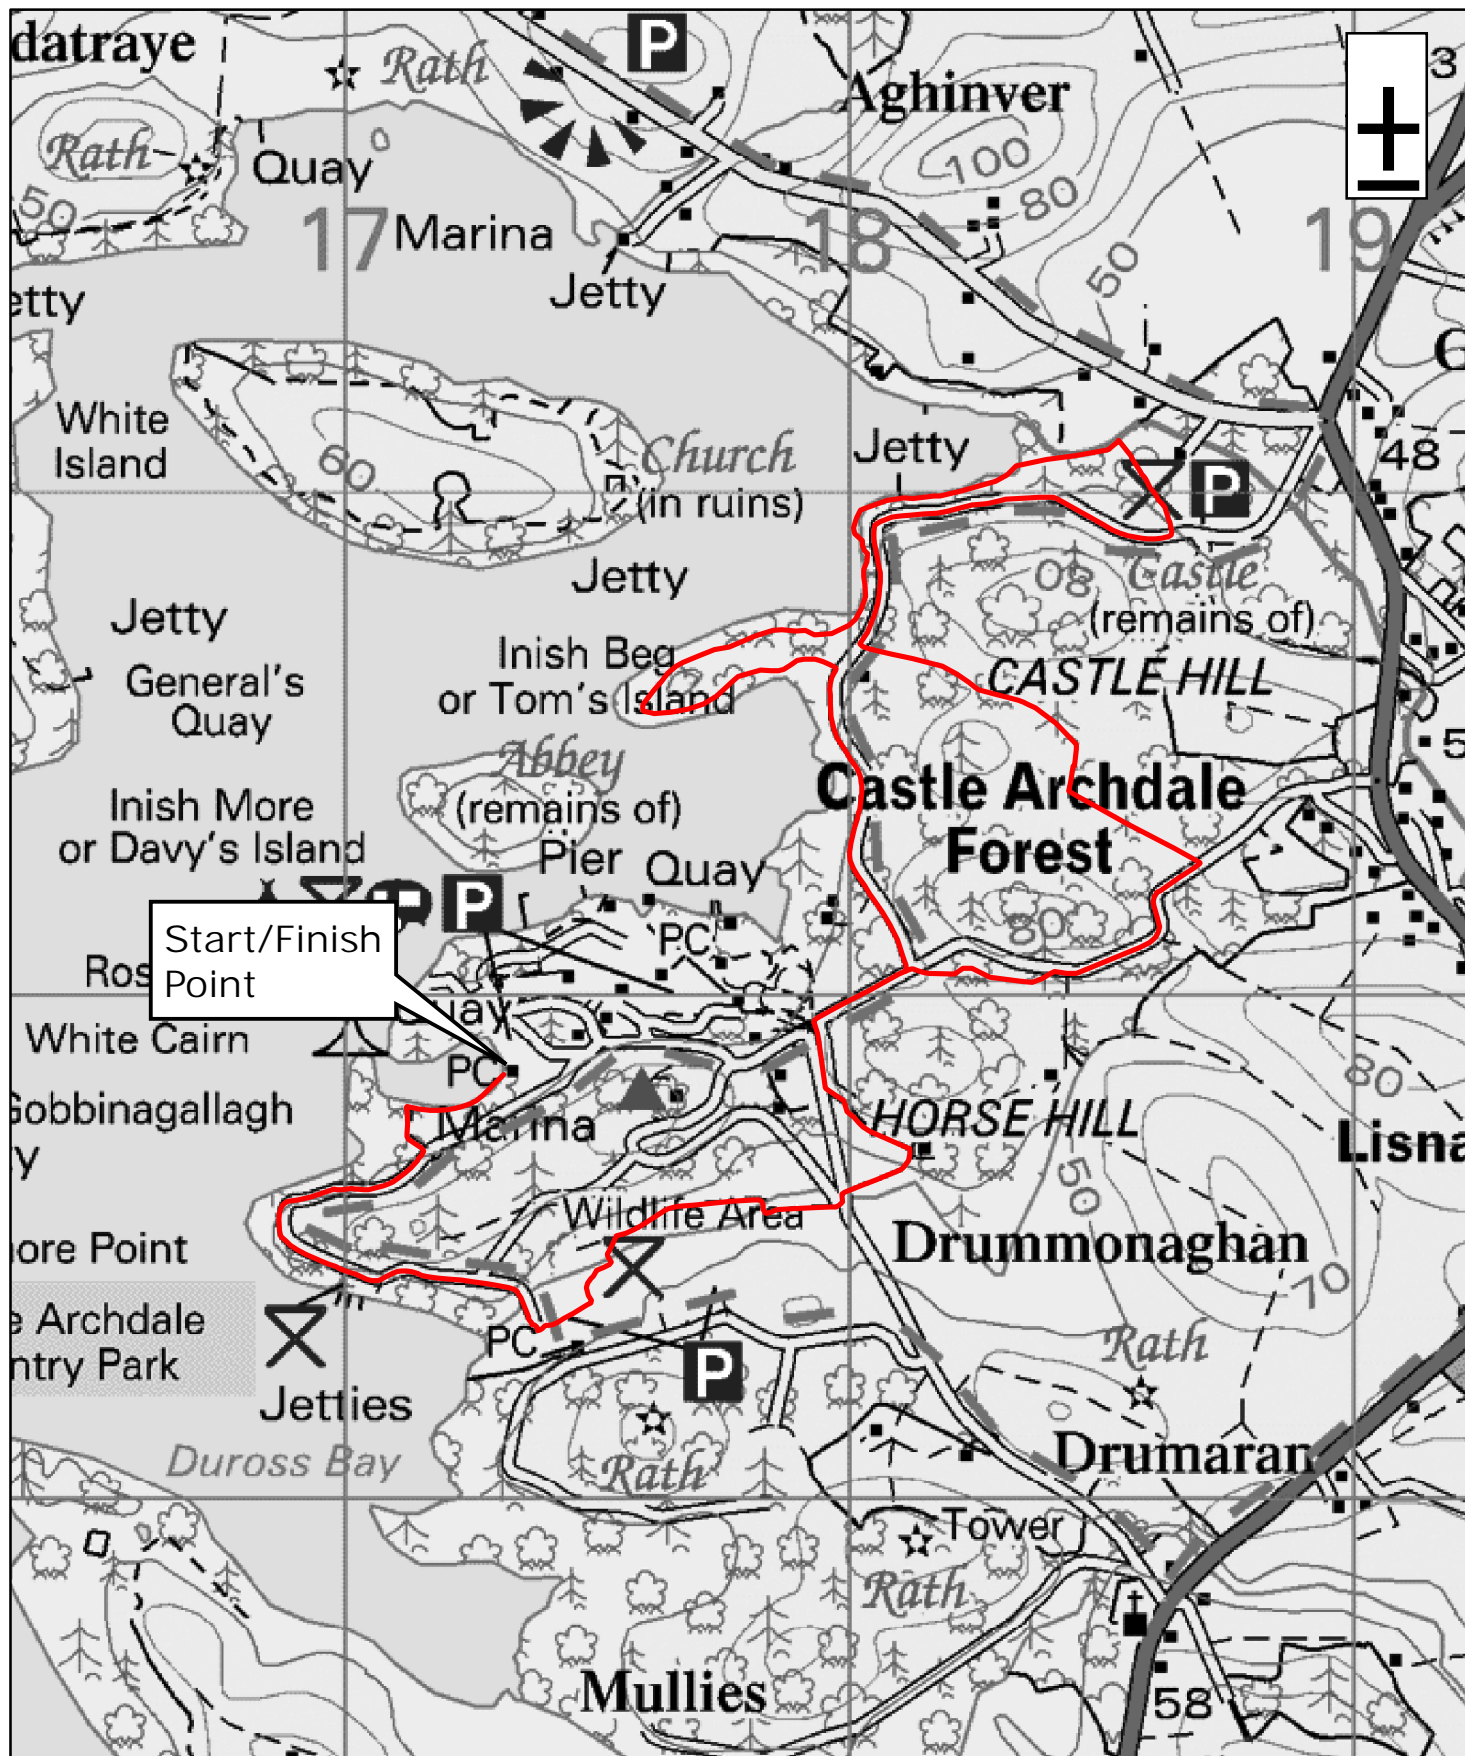 datraye
Rath
P
Aghinver
3
Rath
Quay
100
80
50
17
Marina
18
19
50
Jetty
etty
White
Island
60
Church
(in ruins)
Jetty
48
P
Jetty
80
Castle
(remains of)
Jetty
Inish Beg
or Tom's Island
CASTLE HILL
General's
Quay
5
Abbey
(remains of)
Castle Archdale
Forest
Inish More
or Davy's Island
Pier
Quay
P
80
Start/Finish
Point
PC
Ros
Quay
White Cairn
PC
80
Gobbinagallagh
Marina
HORSE HILL
Lisna
y
50
Wildlife Area
Drummonaghan
ore Point
70
e Archdale
ntry Park
PC
P
Rath
Jetties
Duross Bay
Rath
Drumaran
Tower
Rath
Mullies
58